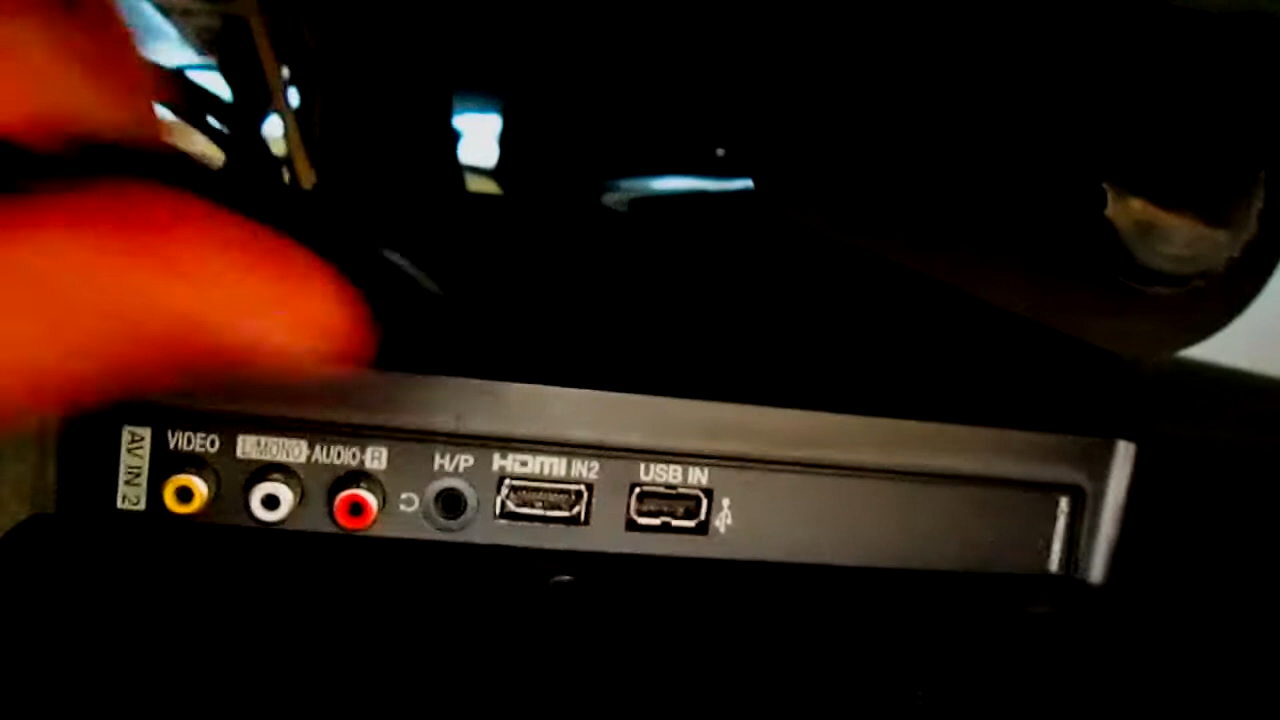 AV IN 2
VIDEO
L/MONO AUDIO R
H/P
HDMI IN2
USB IN